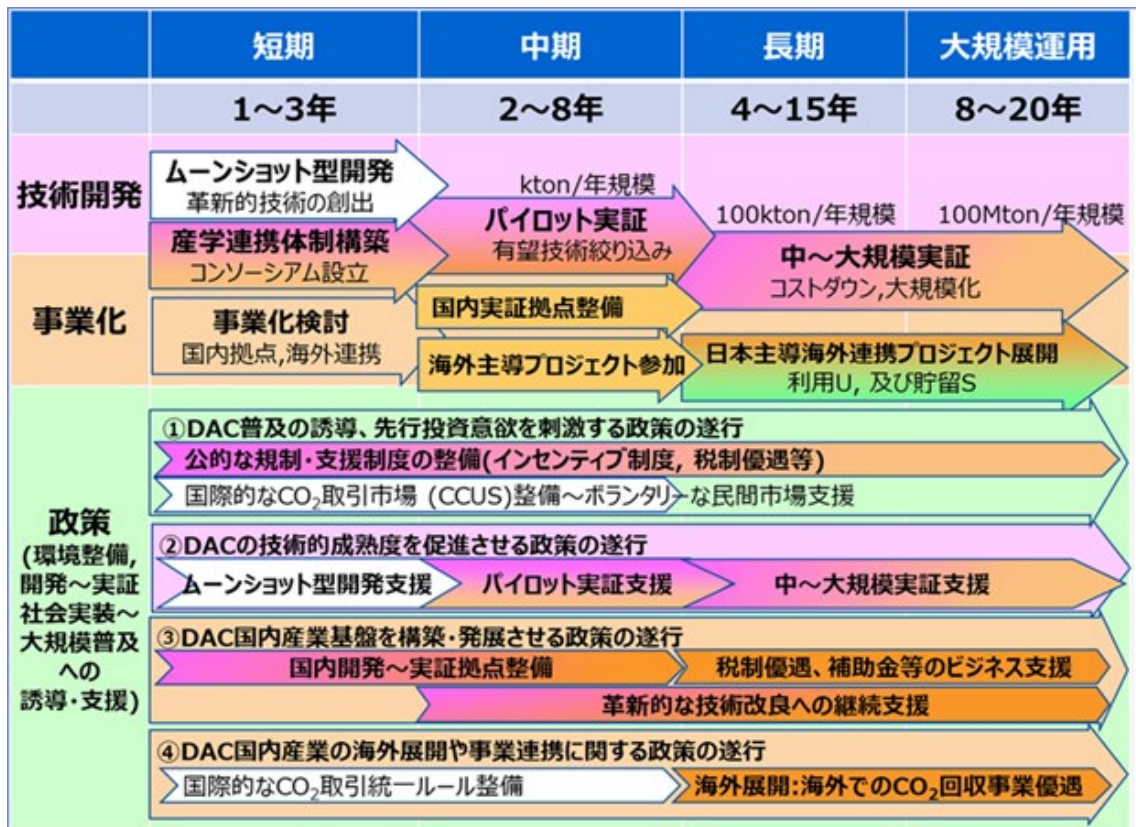 短期
中期
長期
大規模運用
1～3年
2～8年
4～15年
8～20年
技術開発
ムーンショット型開発
革新的技術の創出
産学連携体制構築
コンソーシアム設立
kton/年規模
パイロット実証
有望技術絞り込み
100kton/年規模
100Mton/年規模
中～大規模実証
コストダウン,大規模化
事業化
事業化検討
国内拠点,海外連携
国内実証拠点整備
海外主導プロジェクト参加
日本主導海外連携プロジェクト展開
利用U, 及び貯留S
政策
(環境整備,
開発～実証
社会実装～
大規模普及
への
誘導・支援)
①DAC普及の誘導、先行投資意欲を刺激する政策の遂行
公的な規制・支援制度の整備(インセンティブ制度, 税制優遇等)
国際的なCO₂取引市場 (CCUS)整備～ボランタリーな民間市場支援
②DACの技術的成熟度を促進させる政策の遂行
ムーンショット型開発支援
パイロット実証支援
中～大規模実証支援
③DAC国内産業基盤を構築・発展させる政策の遂行
国内開発～実証拠点整備
税制優遇、補助金等のビジネス支援
革新的な技術改良への継続支援
④DAC国内産業の海外展開や事業連携に関する政策の遂行
国際的なCO₂取引統一ルール整備
海外展開:海外でのCO₂回収事業優遇